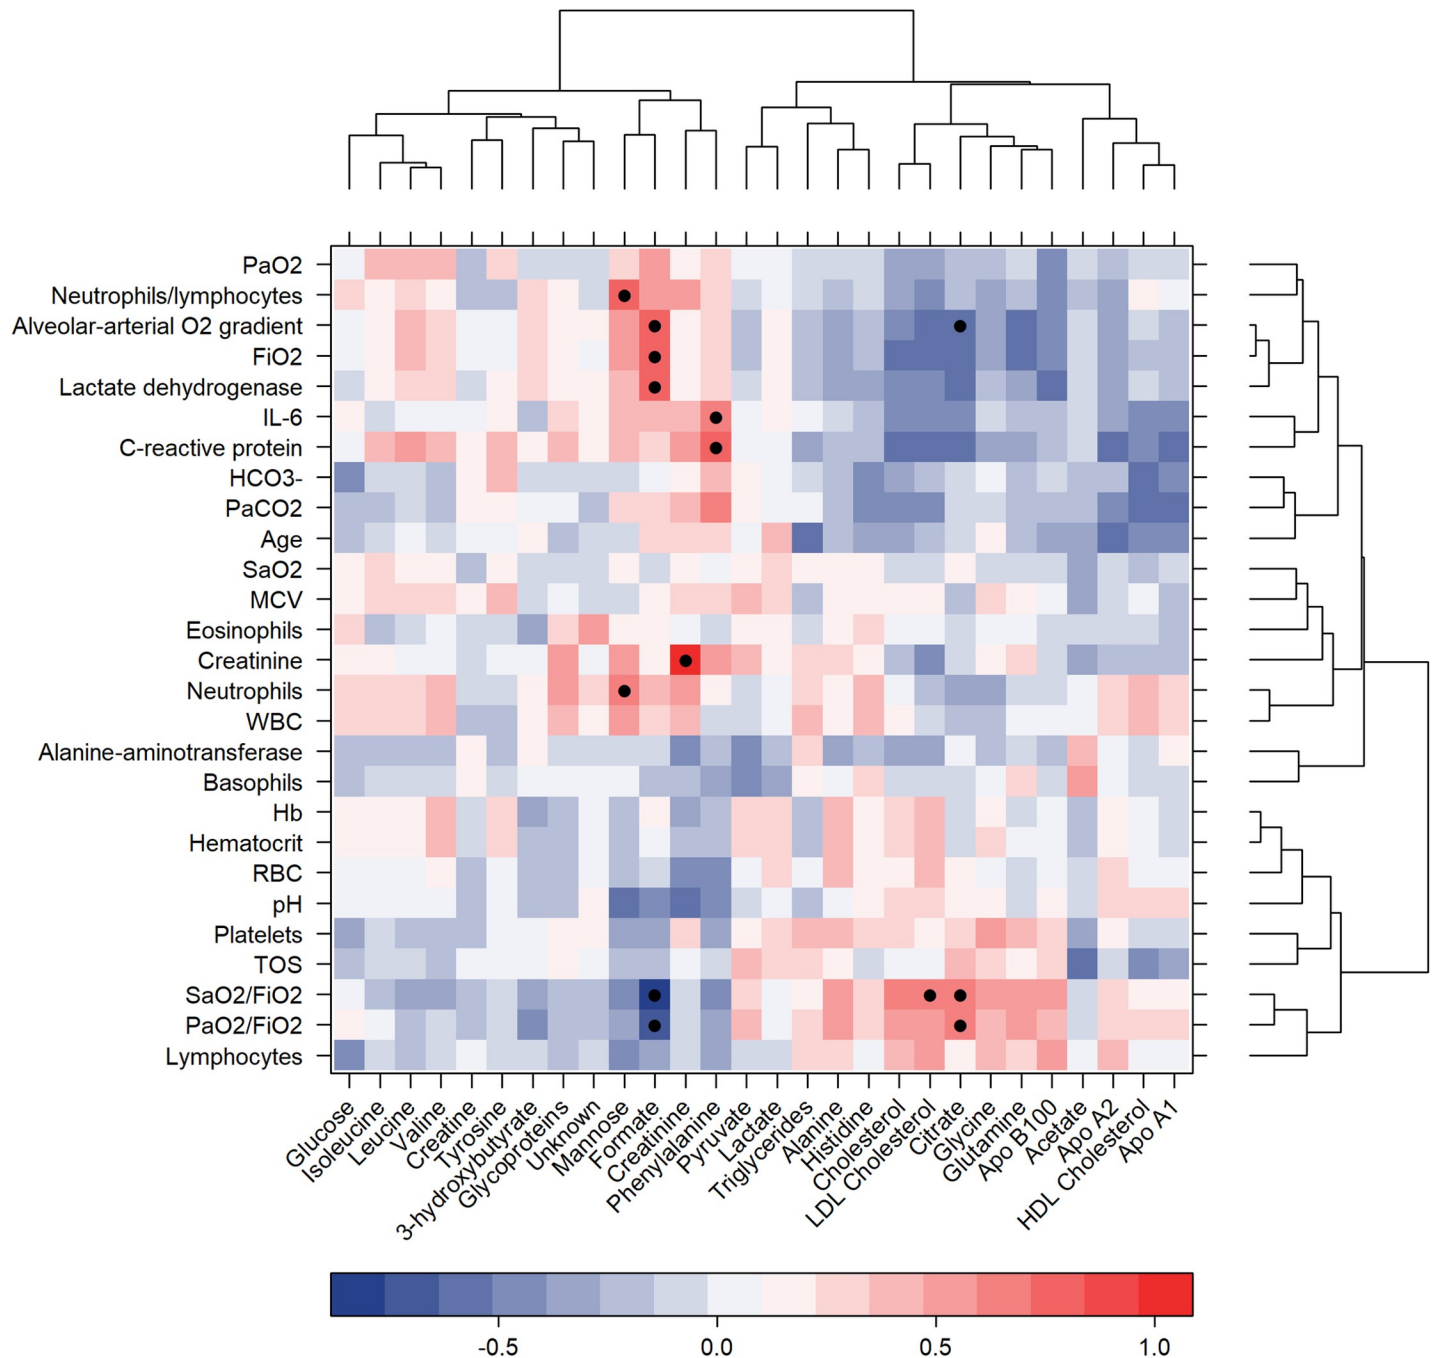 PaO2
Neutrophils/lymphocytes
Alveolar-arterial O2 gradient
FiO2
Lactate dehydrogenase
IL-6
C-reactive protein
HCO3-
PaCO2
Age
SaO2
MCV
Eosinophils
Creatinine
Neutrophils
WBC
Alanine-aminotransferase
Basophils
Hb
Hematocrit
RBC
pH
Platelets
TOS
SaO2/FiO2
PaO2/FiO2
Lymphocytes
Glucose
Isoleucine
Leucine
Valine
Creatine
Tyrosine
3-hydroxybutyrate
Glycoproteins
Unknown
Mannose
Formate
Creatinine
Phenylalanine
Pyruvate
Lactate
Triglycerides
Alanine
Histidine
Cholesterol
LDL Cholesterol
Citrate
Glycine
Glutamine
Apo B100
Acetate
Apo A2
HDL Cholesterol
Apo A1
-0.5 0.0 0.5 1.0